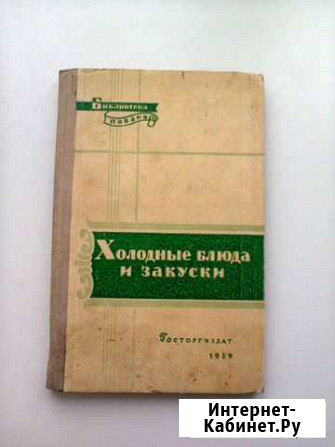 Библиотека
повара
Холодные блюда
и закуски
Госторгиздат
1959
Интернет-
Кабинет.Ру